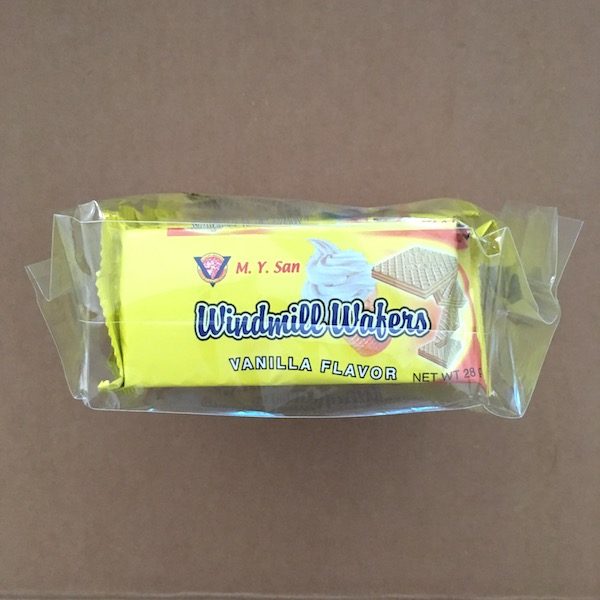 M. Y. San
Windmill Wafers
VANILLA FLAVOR
NET WT 28 g